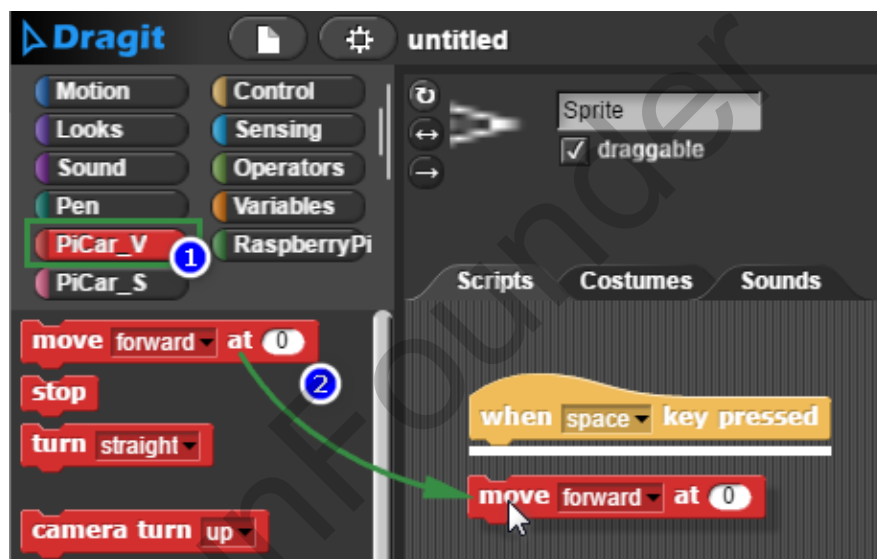 Dragit
untitled
Motion
Control
Looks
Sensing
Sound
Operators
Pen
Variables
PiCar_V
1
RaspberryPi
PiCar_S
Sprite
draggable
Scripts
Costumes
Sounds
move forward at 0
2
stop
turn straight
camera turn up
when space key pressed
move forward at 0